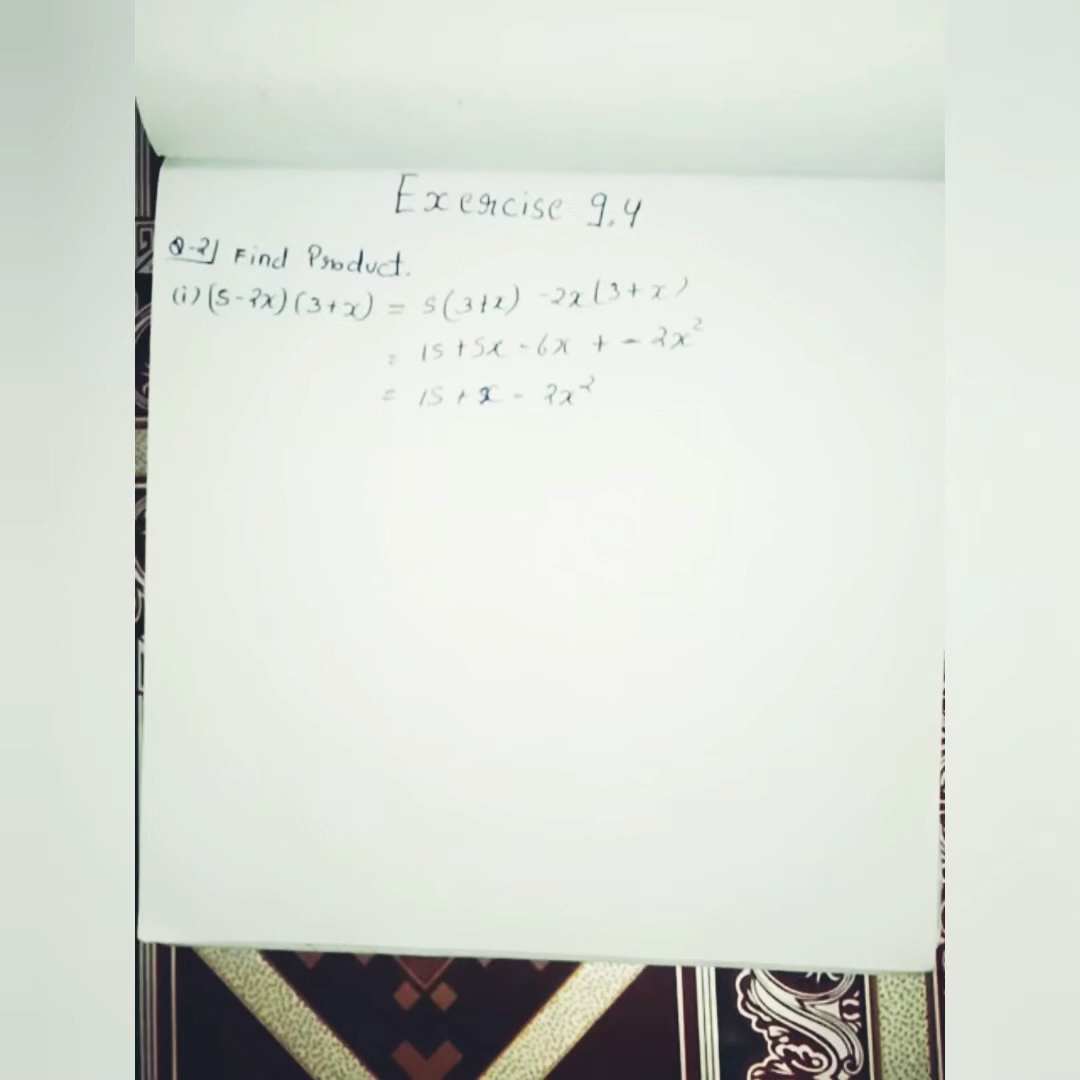 Exercise 9.4
Q-2] Find Product.
(i) (5-2x)(3+x) = 5(3+x) -2x(3+x)
= 15+5x-6x + - 2x²
= 15+x - 2x²